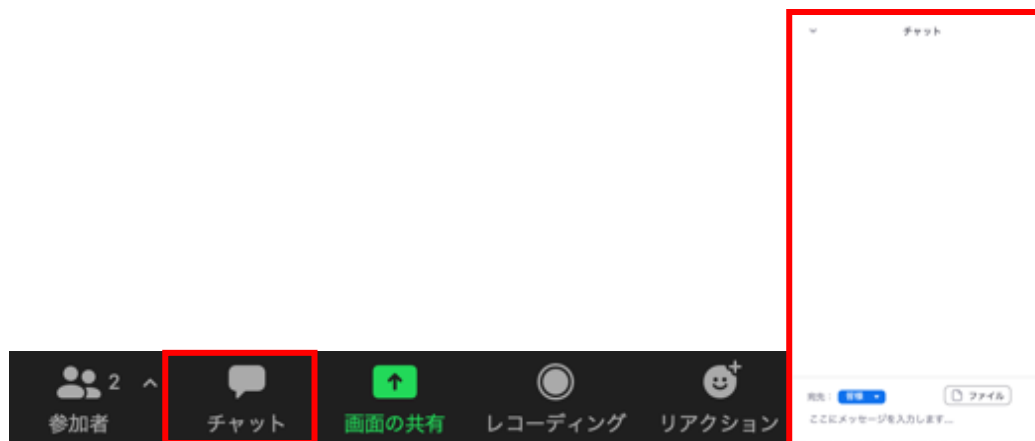 チャット
宛先：
皆様
ファイル
ここにメッセージを入力します...
2
参加者
チャット
画面の共有
レコーディング
リアクション